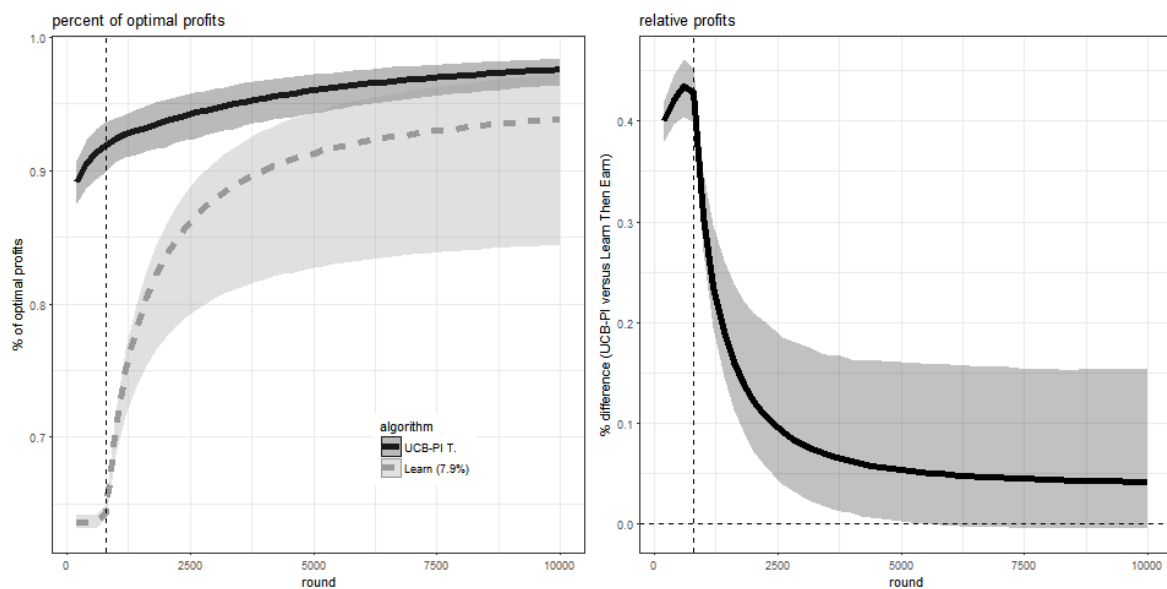 percent of optimal profits
1.0
0.9
0.8
0.7
% of optimal profits
0
2500
5000
7500
10000
round
algorithm
UCB-PI T.
Learn (7.9%)
relative profits
0.4
0.3
0.2
0.1
0.0
% difference (UCB-PI versus Learn Then Earn)
0
2500
5000
7500
10000
round